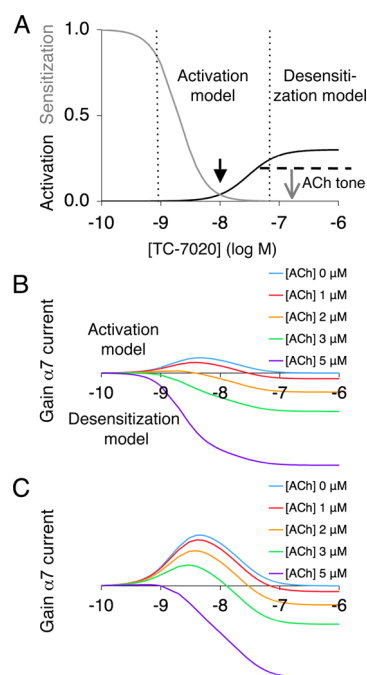 A
Activation Sensitization
1.0
0.5
0.0
Activation
model
Desensiti-
zation model
ACh tone
-10 -9 -8 -7 -6
[TC-7020] (log M)
B
Gain α7 current
Activation
model
Desensitization
model
[ACh] 0 μM
[ACh] 1 μM
[ACh] 2 μM
[ACh] 3 μM
[ACh] 5 μM
-10 -9 -8 -7 -6
C
Gain α7 current
[ACh] 0 μM
[ACh] 1 μM
[ACh] 2 μM
[ACh] 3 μM
[ACh] 5 μM
-10 -9 -8 -7 -6